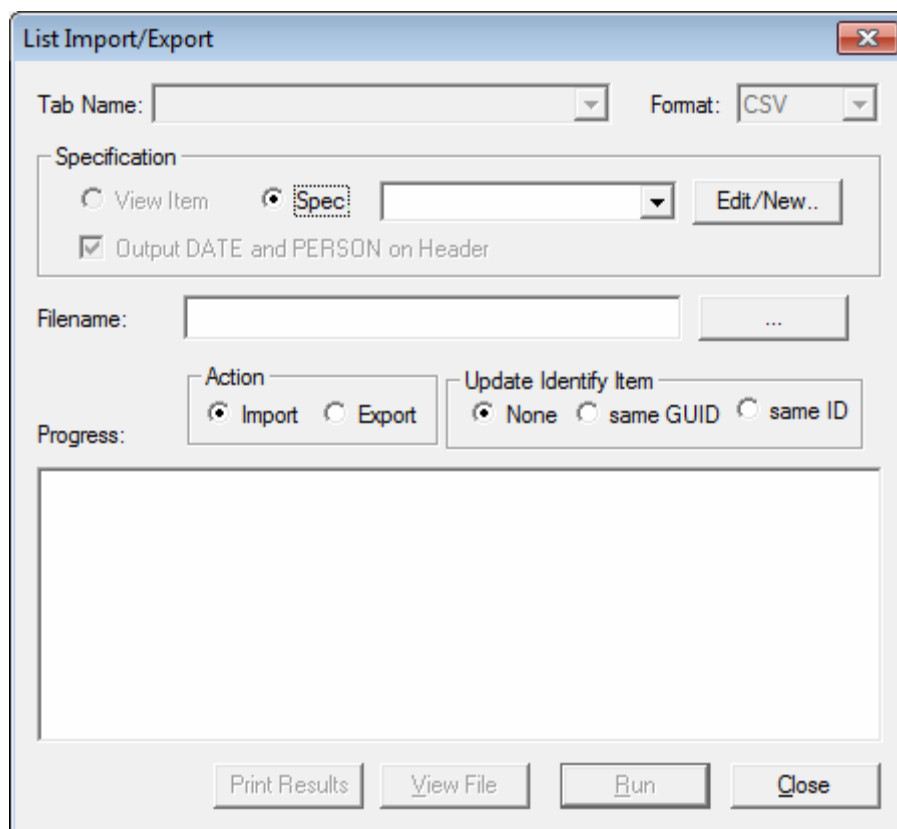 List Import/Export
Tab Name: Format: CSV
Specification
View Item Spec Edit/New..
Output DATE and PERSON on Header
Filename: ...
Action Update Identify Item
Import Export None same GUID same ID
Progress:
Print Results View File Run Close